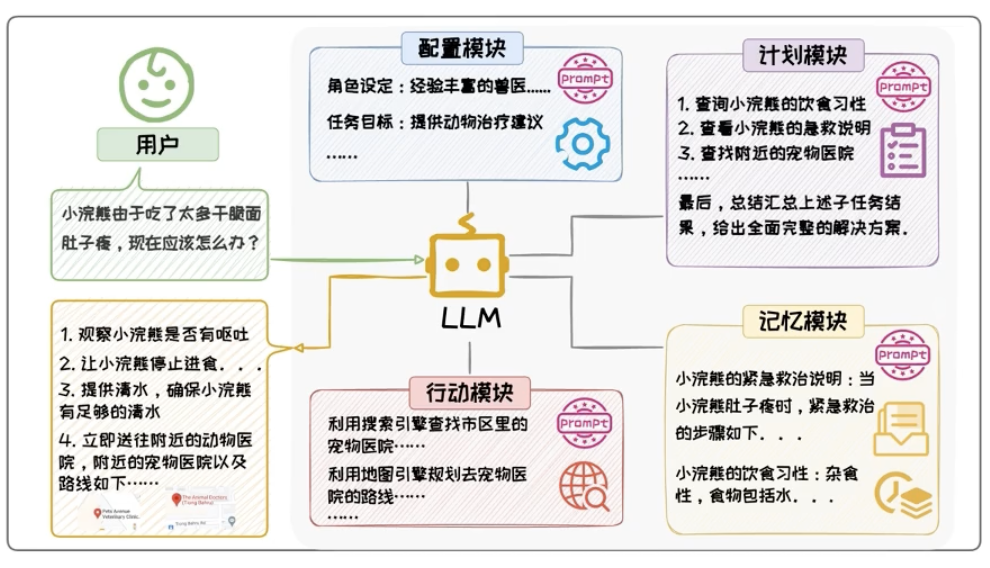 用户
小浣熊由于吃了太多干脆面
肚子疼，现在应该怎么办？
1. 观察小浣熊是否有呕吐
2. 让小浣熊停止进食．．．
3. 提供清水，确保小浣熊
有足够的清水
4. 立即送往附近的动物医
院，附近的宠物医院以及
路线如下……
配置模块
Prompt
角色设定：经验丰富的兽医……
任务目标：提供动物治疗建议
……
LLM
行动模块
Prompt
利用搜索引擎查找市区里的
宠物医院……
利用地图引擎规划去宠物医
院的路线……
……
计划模块
Prompt
1. 查询小浣熊的饮食习性
2. 查看小浣熊的急救说明
3. 查找附近的宠物医院
……
最后，总结汇总上述子任务结
果，给出全面完整的解决方案.
记忆模块
Prompt
小浣熊的紧急救治说明：当
小浣熊肚子疼时，紧急救治
的步骤如下．．．
小浣熊的饮食习性：杂食
性，食物包括水．．．